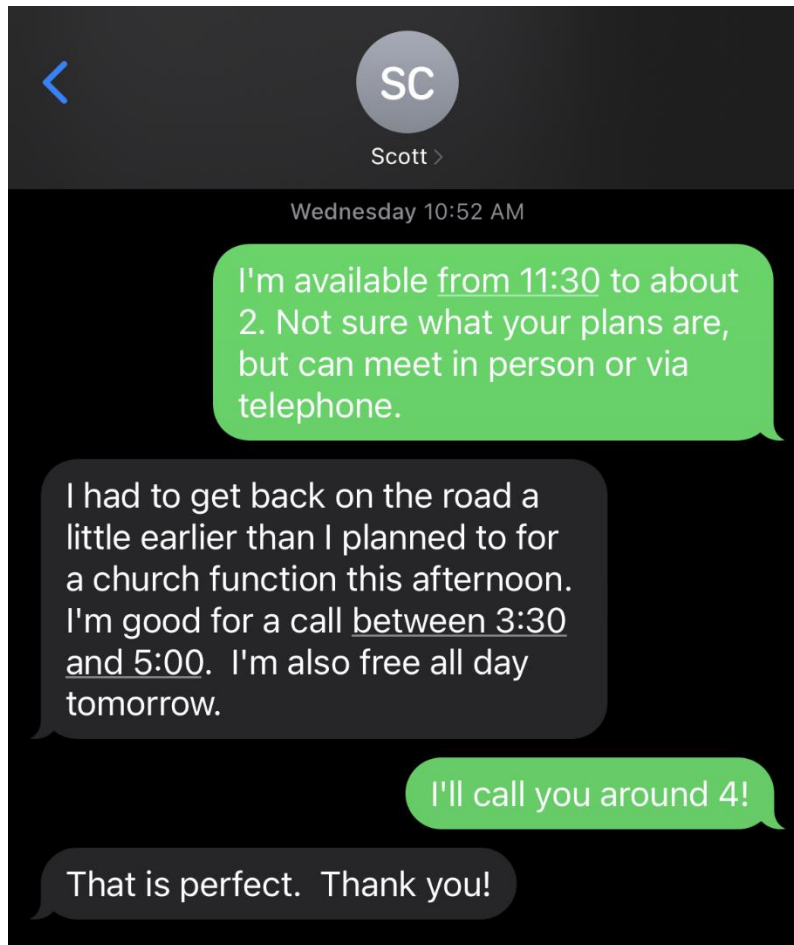 SC
Scott >
Wednesday 10:52 AM
I'm available from 11:30 to about
2. Not sure what your plans are,
but can meet in person or via
telephone.
I had to get back on the road a
little earlier than I planned to for
a church function this afternoon.
I'm good for a call between 3:30
and 5:00.  I'm also free all day
tomorrow.
I'll call you around 4!
That is perfect.  Thank you!